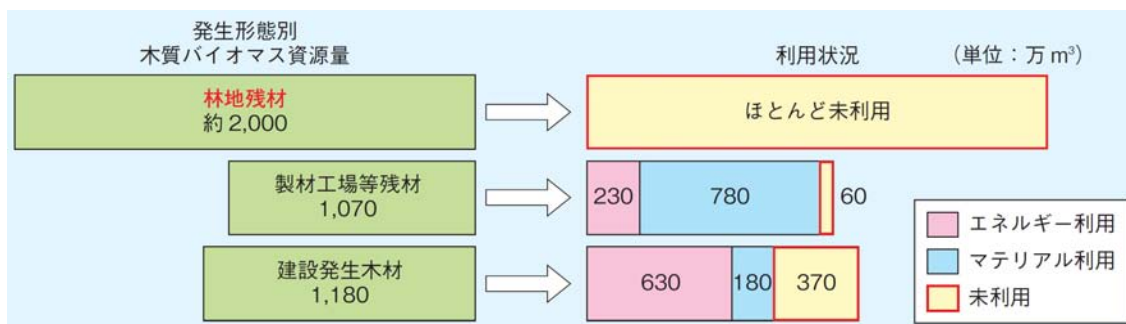 発生形態別
木質バイオマス資源量
利用状況
（単位：万m³）
林地残材
約2,000
ほとんど未利用
製材工場等残材
1,070
230
780
60
建設発生木材
1,180
630
180
370
エネルギー利用
マテリアル利用
未利用